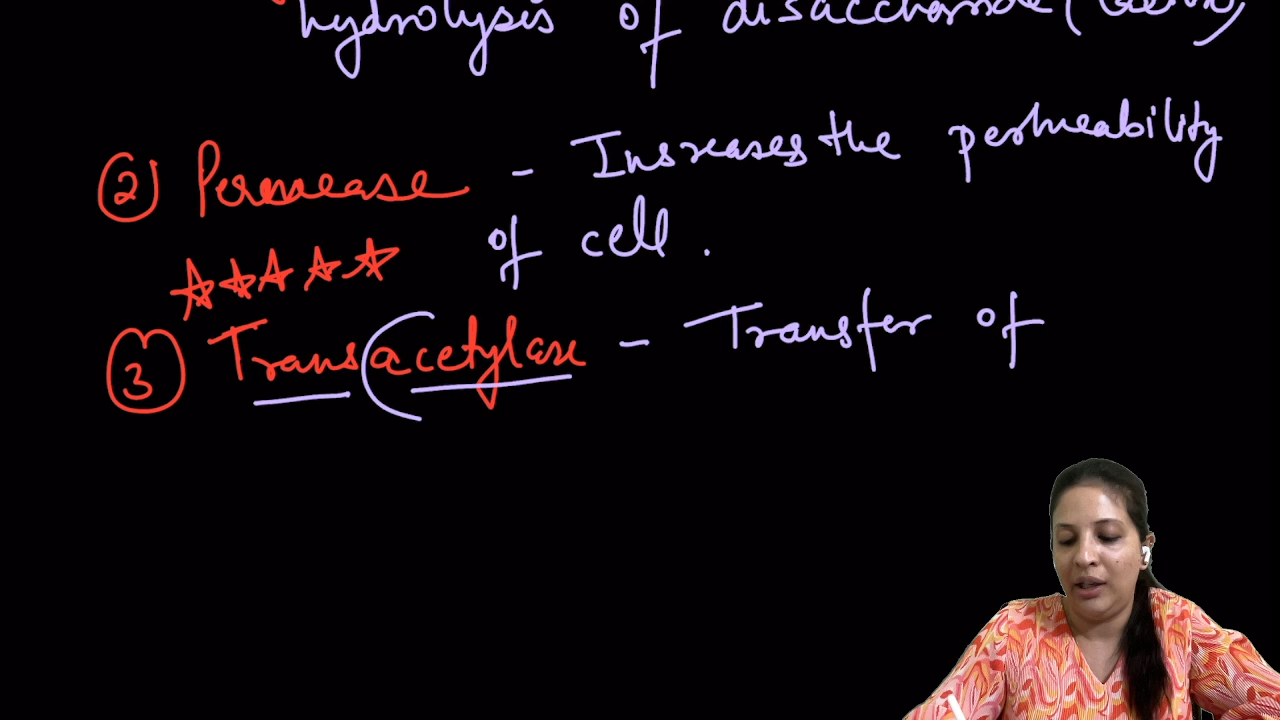 hydrolysis of disaccharide (
② Permease - Increases the permeability
of cell.
③ Transacetylase - Transfer of